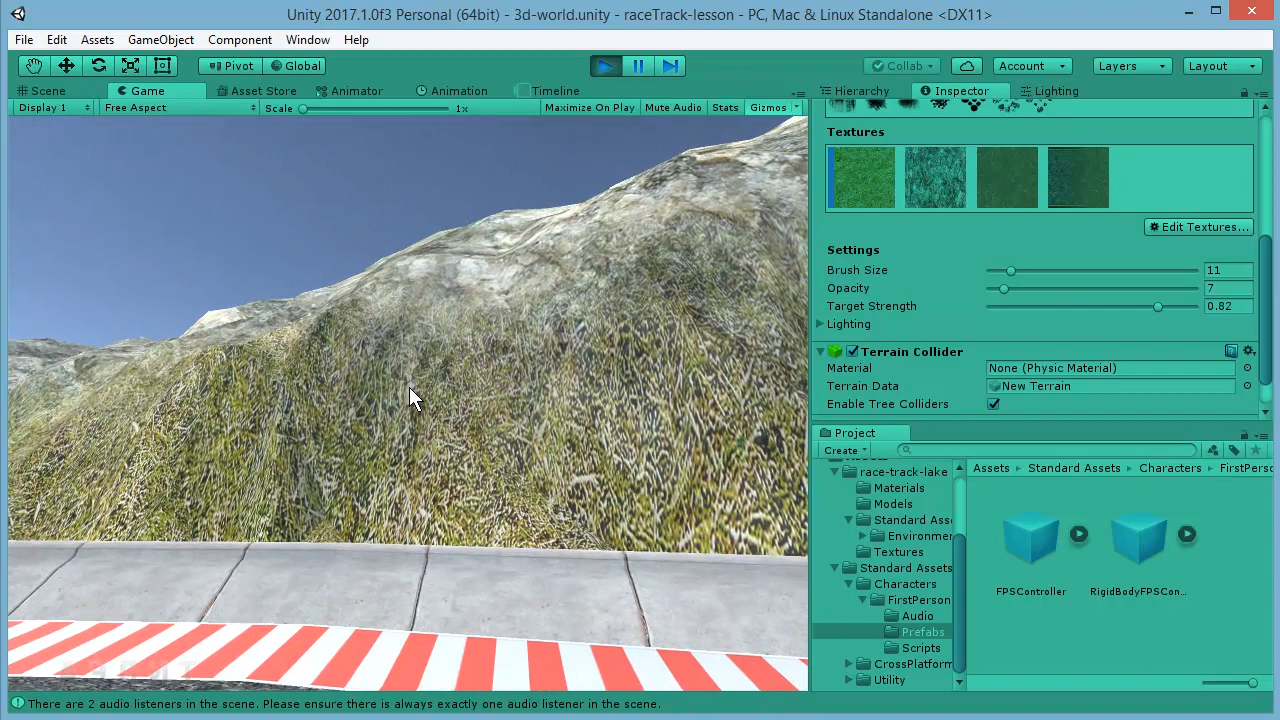 Unity 2017.1.0f3 Personal (64bit) - 3d-world.unity - raceTrack-lesson - PC, Mac & Linux Standalone <DX11>
File Edit Assets GameObject Component Window Help
Pivot Global Collab Account Layers Layout
Scene Game Asset Store Animator Animation Timeline
Display 1 Free Aspect Scale 1x Maximize On Play Mute Audio Stats Gizmos
Hierarchy Inspector Lighting
Textures
Edit Textures...
Settings
Brush Size 11
Opacity 7
Target Strength 0.82
Lighting
Terrain Collider
Material None (Physic Material)
Terrain Data New Terrain
Enable Tree Colliders
Project
Create
race-track-lake
Materials
Models
Standard Ass
Environmen
Textures
Standard Assets
Characters
FirstPerson
Audio
Prefabs
Scripts
CrossPlatform
Utility
Assets Standard Assets Characters FirstPerso
FPSController RigidBodyFPSCon...
There are 2 audio listeners in the scene. Please ensure there is always exactly one audio listener in the scene.